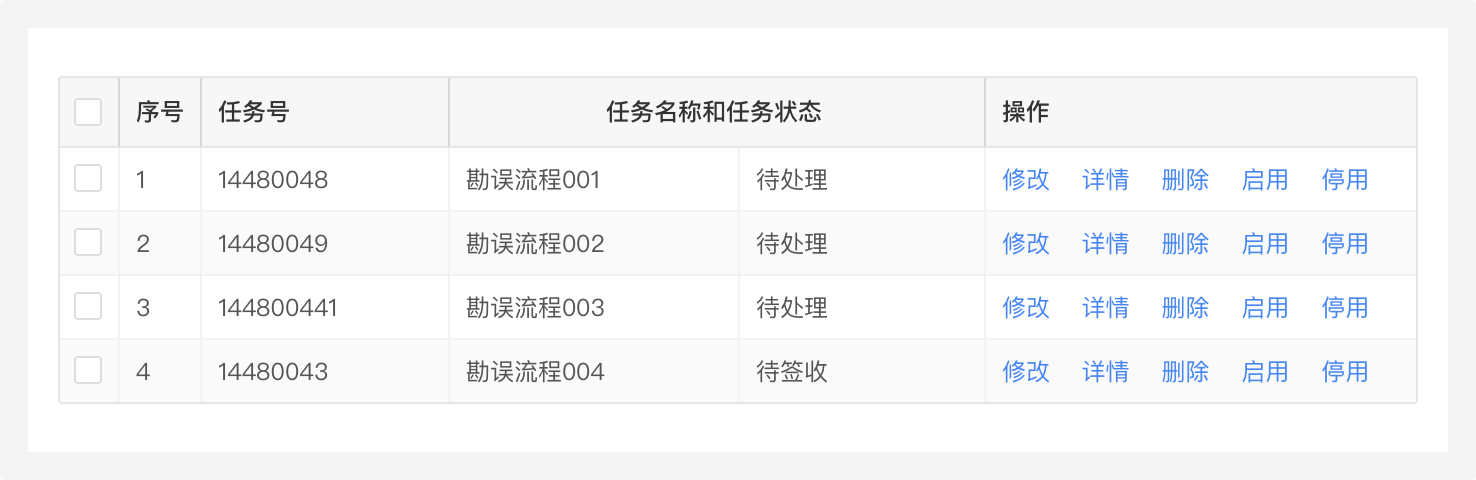 序号 任务号 任务名称和任务状态 操作
1 14480048 勘误流程001 待处理 修改 详情 删除 启用 停用
2 14480049 勘误流程002 待处理 修改 详情 删除 启用 停用
3 144800441 勘误流程003 待处理 修改 详情 删除 启用 停用
4 14480043 勘误流程004 待签收 修改 详情 删除 启用 停用